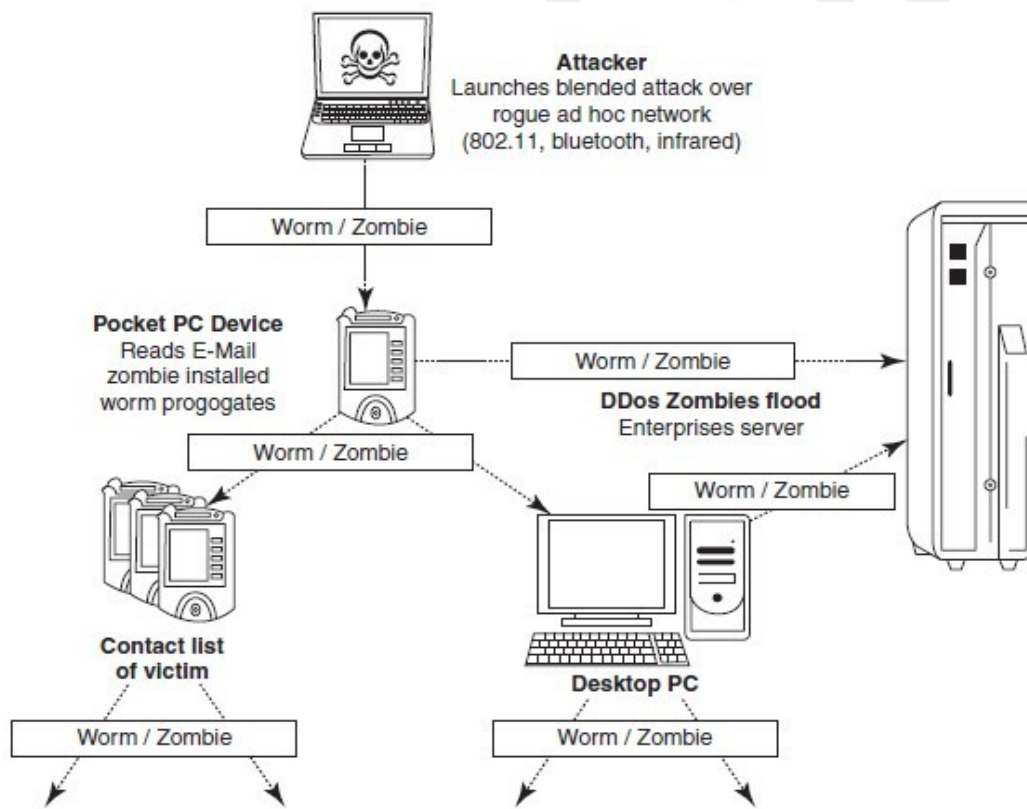 Attacker
Launches blended attack over
rogue ad hoc network
(802.11, bluetooth, infrared)
Worm / Zombie
Pocket PC Device
Reads E-Mail
zombie installed
worm progogates
Worm / Zombie
DDos Zombies flood
Enterprises server
Worm / Zombie
Worm / Zombie
Contact list
of victim
Desktop PC
Worm / Zombie
Worm / Zombie